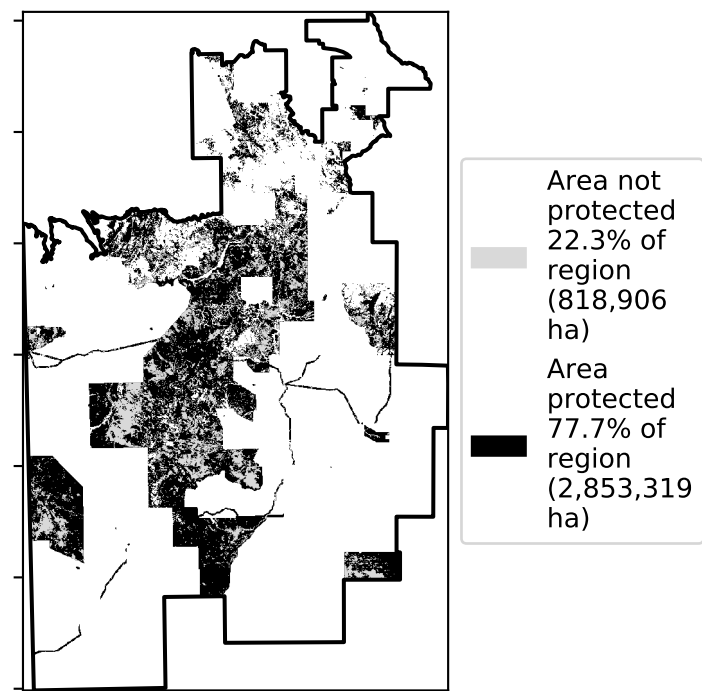 Area not
protected
22.3% of
region
(818,906
ha)
Area
protected
77.7% of
region
(2,853,319
ha)